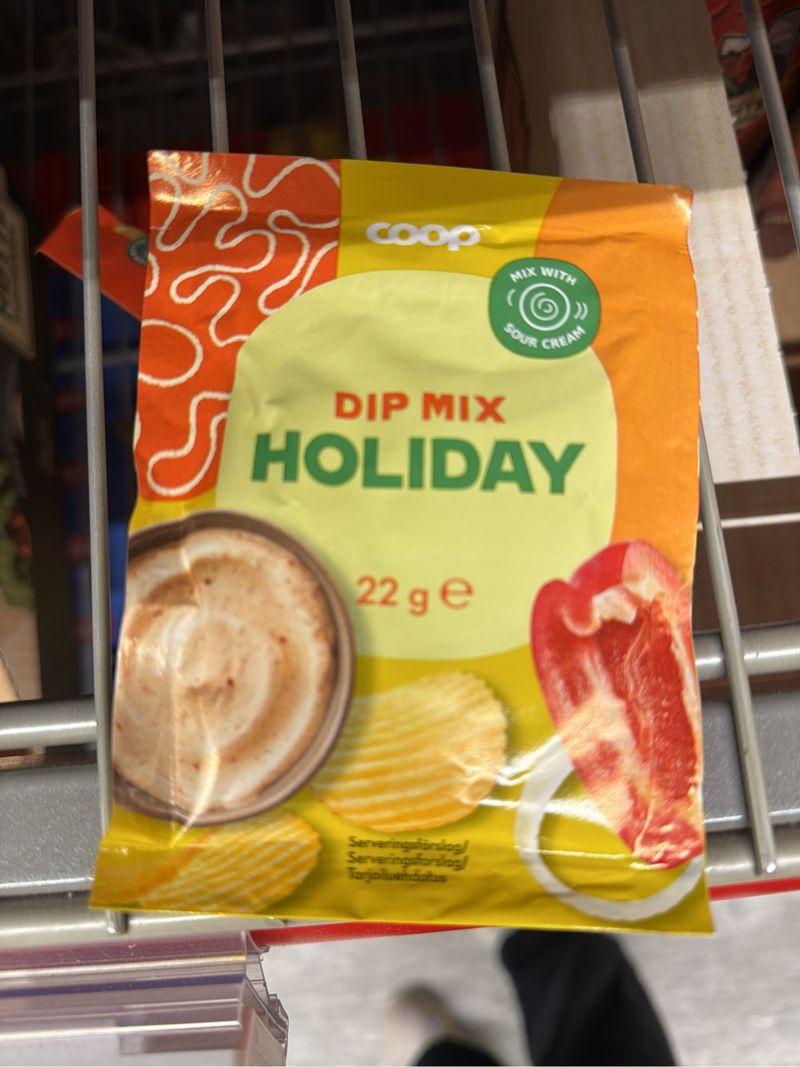 coop
MIX WITH
SOUR CREAM
DIP MIX
HOLIDAY
22 g ℮
Serveringsförslag/
Serveringsforslag/
Tarjoiluehdotus